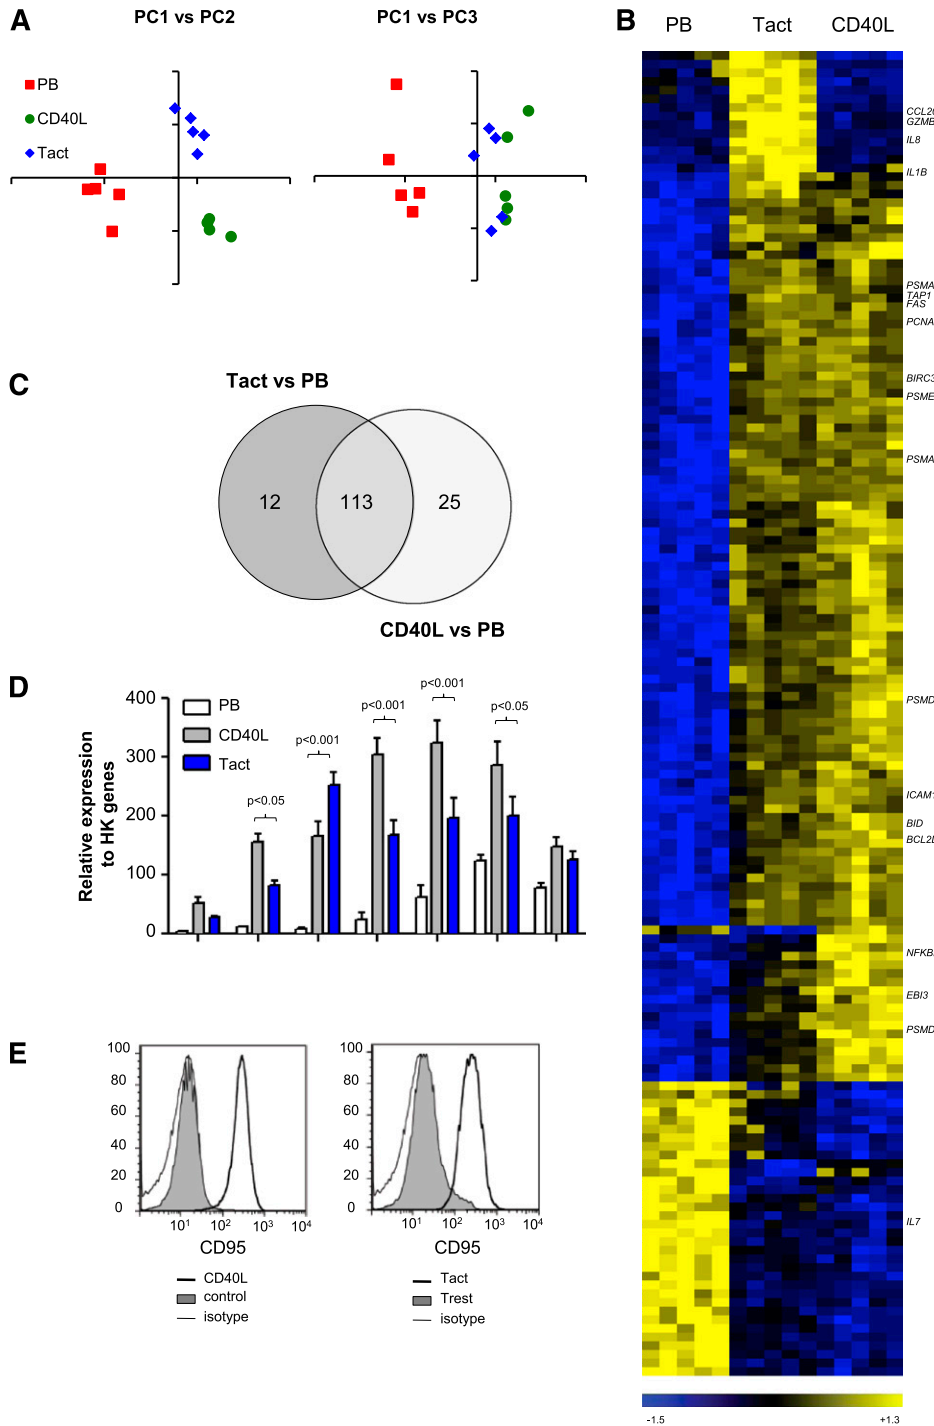 A
PC1 vs PC2
PC1 vs PC3
PB
CD40L
Tact
B
PB Tact CD40L
GZMB
IL8
IL1B
TAP1
FAS
PCNA
ICAM1
BID
EBI3
IL7
-1.5 +1.3
C
Tact vs PB
12 113 25
CD40L vs PB
D
Relative expression
to HK genes
400
300
200
100
0
PB
CD40L
Tact
p<0.05
p<0.001
p<0.001
p<0.001
p<0.05
E
100
80
60
40
20
0
10¹ 10² 10³ 10⁴
CD95
CD40L
control
isotype
100
80
60
40
20
0
10¹ 10² 10³ 10⁴
CD95
Tact
Trest
isotype